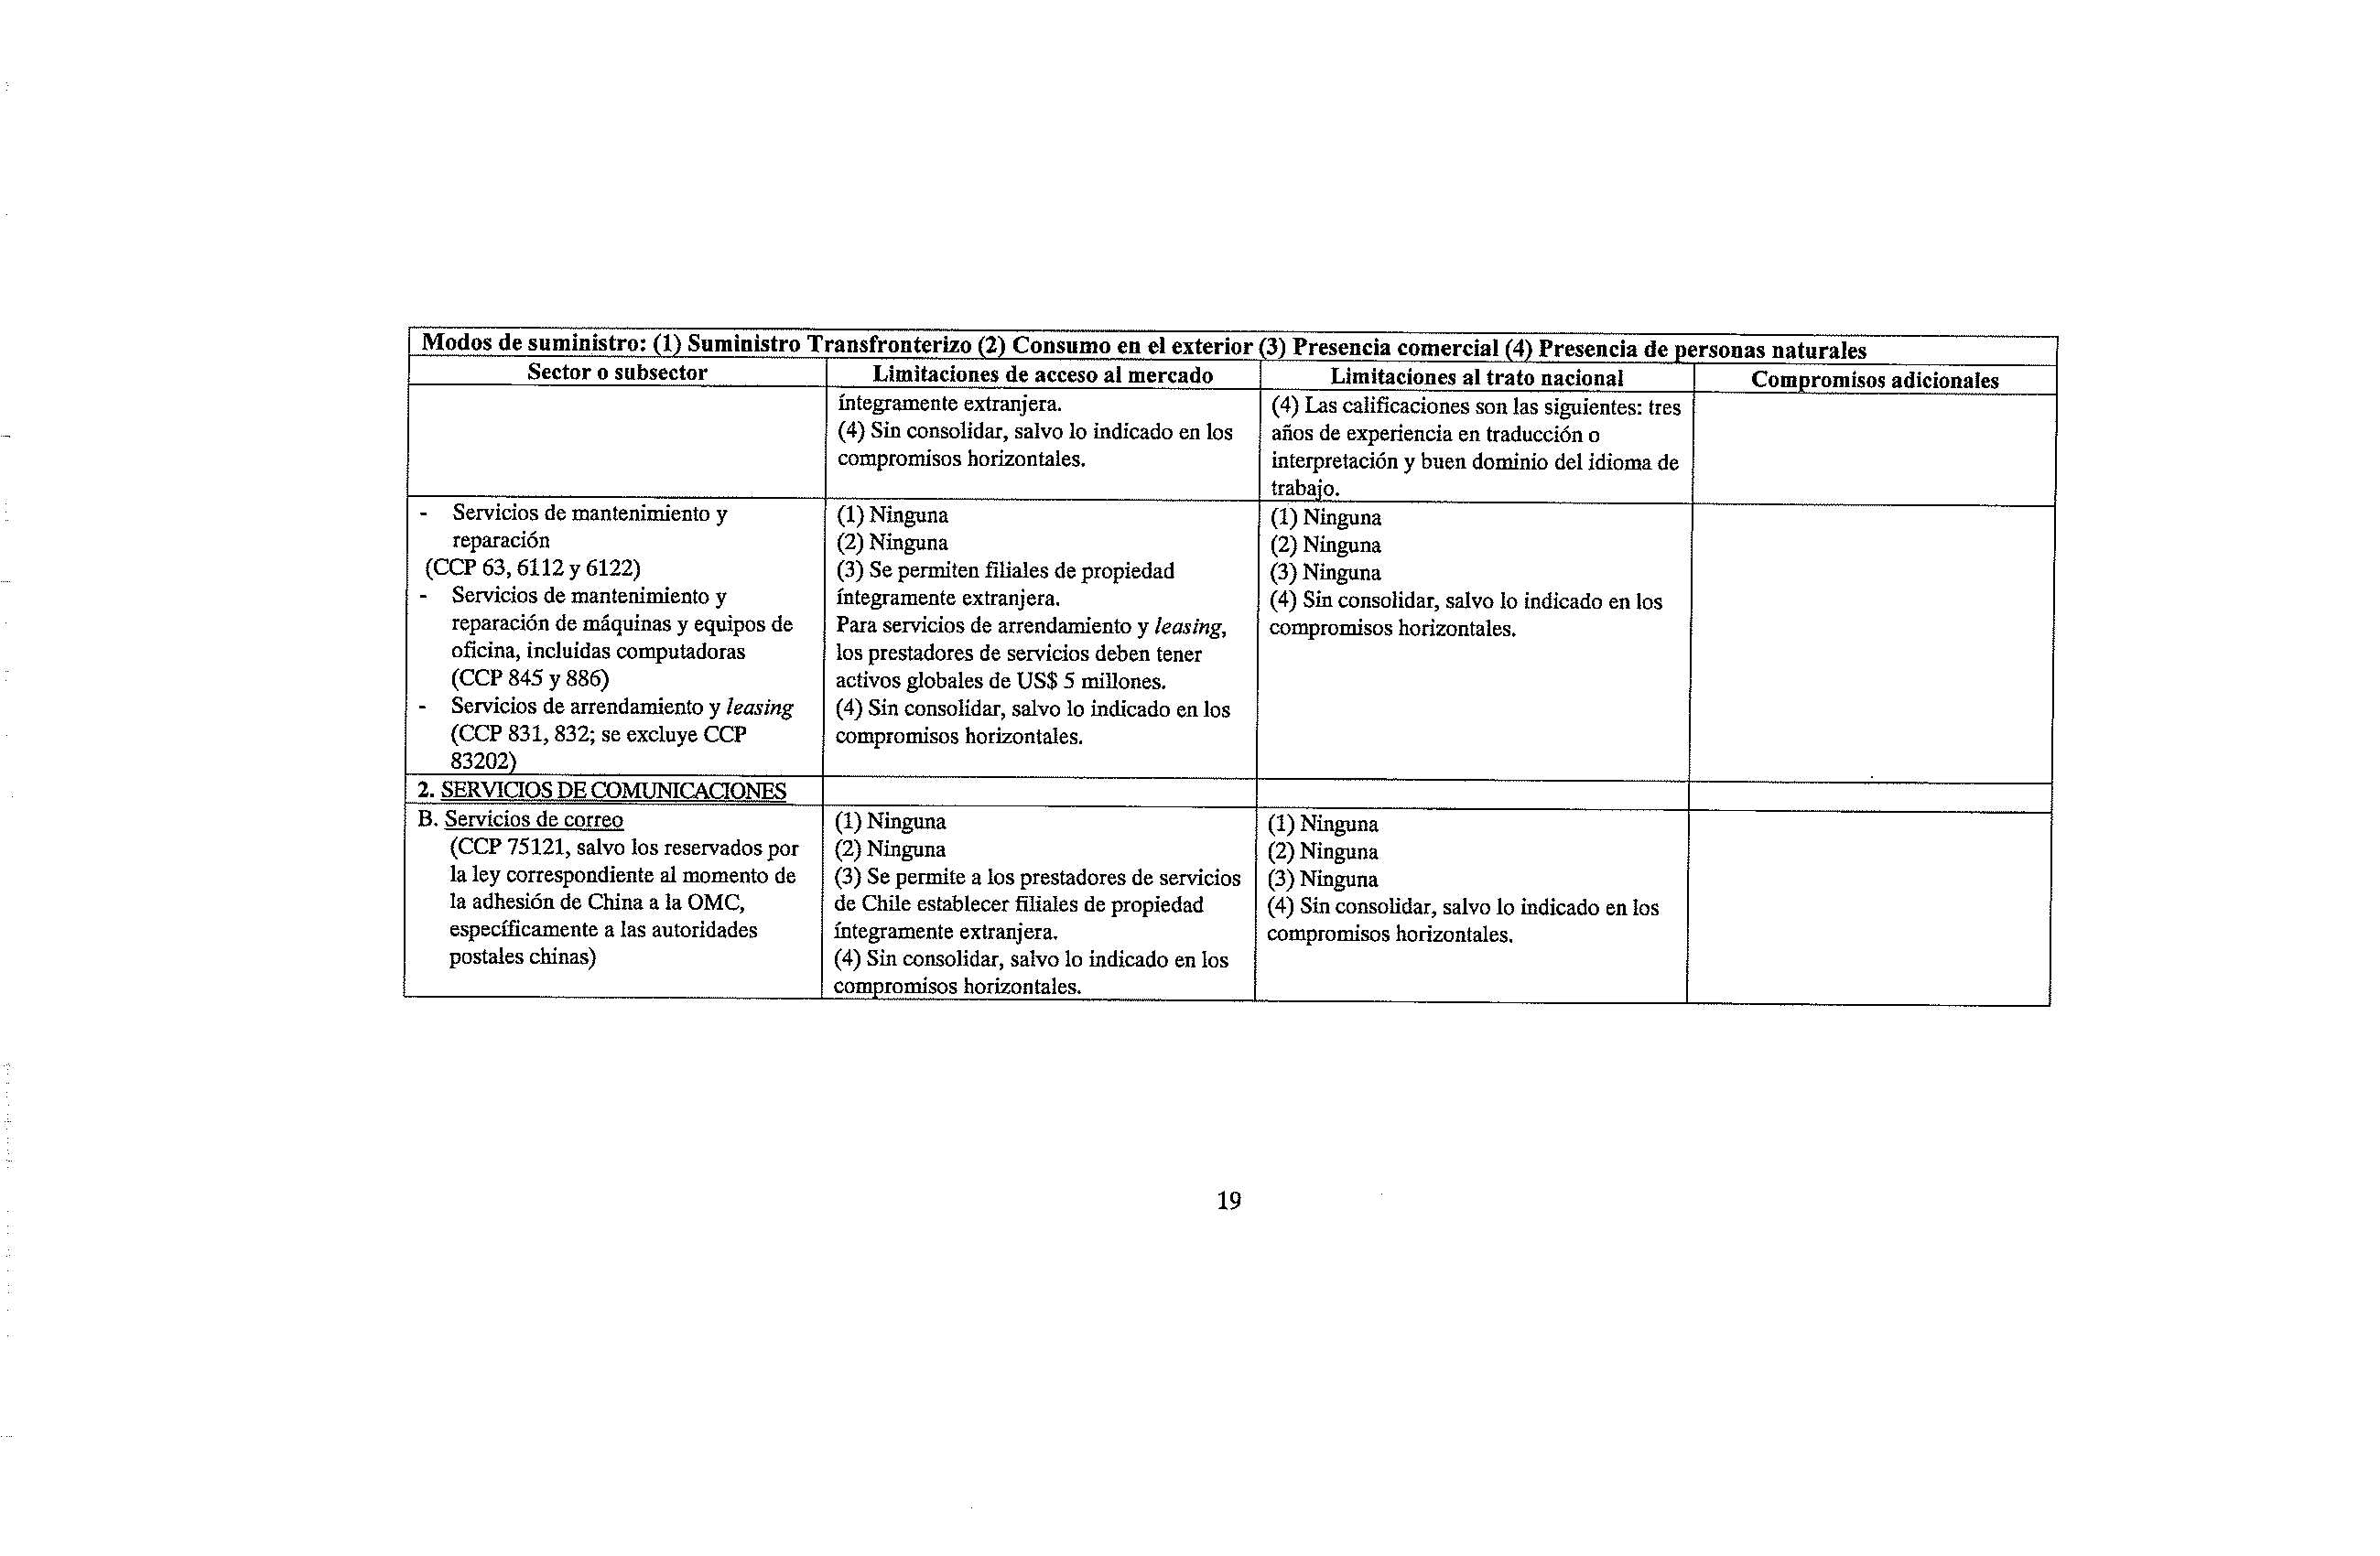 Modos de suministro: (1) Suministro Transfronterizo (2) Consumo en el exterior (3) Presencia comercial (4) Presencia de personas naturales
Sector o subsector
Limitaciones de acceso al mercado
Limitaciones al trato nacional
Compromisos adicionales
íntegramente extranjera.
(4) Sin consolidar, salvo lo indicado en los
compromisos horizontales.
(4) Las calificaciones son las siguientes: tres
años de experiencia en traducción o
interpretación y buen dominio del idioma de
trabajo.
- Servicios de mantenimiento y
reparación
(CCP 63, 6112 y 6122)
- Servicios de mantenimiento y
reparación de máquinas y equipos de
oficina, incluidas computadoras
(CCP 845 y 886)
- Servicios de arrendamiento y leasing
(CCP 831, 832; se excluye CCP
83202)
(1) Ninguna
(2) Ninguna
(3) Se permiten filiales de propiedad
íntegramente extranjera.
Para servicios de arrendamiento y leasing,
los prestadores de servicios deben tener
activos globales de US$ 5 millones.
(4) Sin consolidar, salvo lo indicado en los
compromisos horizontales.
(1) Ninguna
(2) Ninguna
(3) Ninguna
(4) Sin consolidar, salvo lo indicado en los
compromisos horizontales.
2. SERVICIOS DE COMUNICACIONES
B. Servicios de correo
(CCP 75121, salvo los reservados por
la ley correspondiente al momento de
la adhesión de China a la OMC,
específicamente a las autoridades
postales chinas)
(1) Ninguna
(2) Ninguna
(3) Se permite a los prestadores de servicios
de Chile establecer filiales de propiedad
íntegramente extranjera.
(4) Sin consolidar, salvo lo indicado en los
compromisos horizontales.
(1) Ninguna
(2) Ninguna
(3) Ninguna
(4) Sin consolidar, salvo lo indicado en los
compromisos horizontales.
19